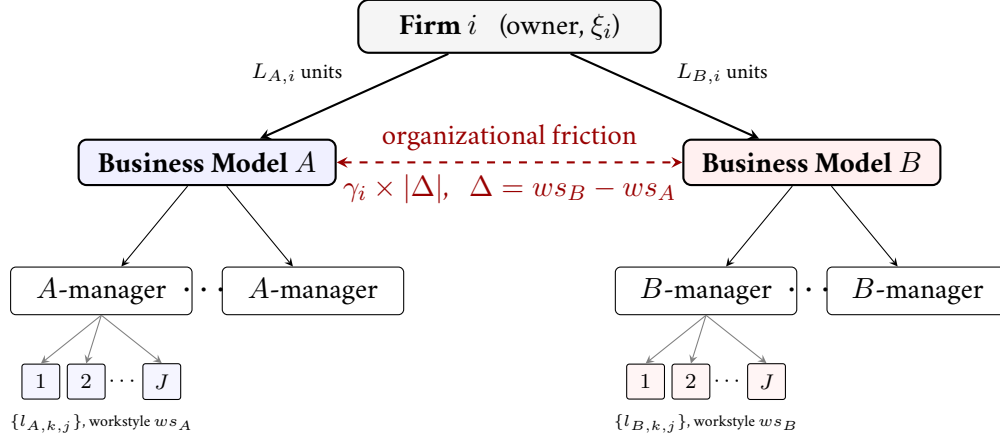 Firm i (owner, ξ_i)
L_{A,i} units
L_{B,i} units
organizational friction
Business Model A
Business Model B
γ_i × |Δ|, Δ = ws_B − ws_A
A-manager ··· A-manager
B-manager ··· B-manager
1 2 ··· J
1 2 ··· J
{l_{A,k,j}}, workstyle ws_A
{l_{B,k,j}}, workstyle ws_B